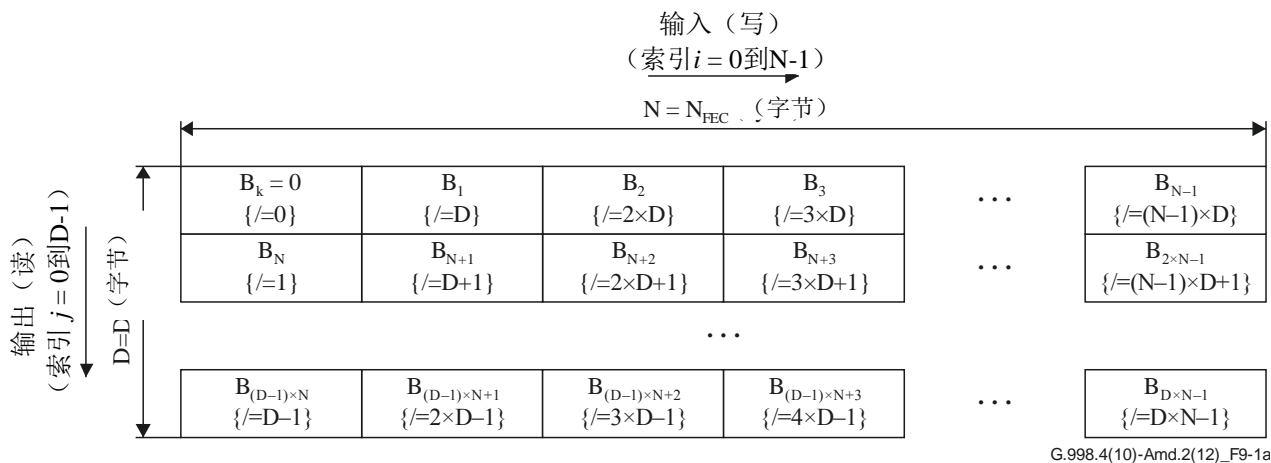 输入（写）
（索引i = 0到N-1）
N = N_FEC （字节）
输出（读）
（索引 j = 0到D-1）
D=D（字节）
B_k = 0 B_1 B_2 B_3 … B_N–1
{/=0} {/=D} {/=2×D} {/=3×D} {/=(N–1)×D}
B_N B_N+1 B_N+2 B_N+3 … B_2×N–1
{/=1} {/=D+1} {/=2×D+1} {/=3×D+1} {/=(N–1)×D+1}
…
B_(D–1)×N B_(D–1)×N+1 B_(D–1)×N+2 B_(D–1)×N+3 … B_D×N–1
{/=D–1} {/=2×D–1} {/=3×D–1} {/=4×D–1} {/=D×N–1}
G.998.4(10)-Amd.2(12)_F9-1a